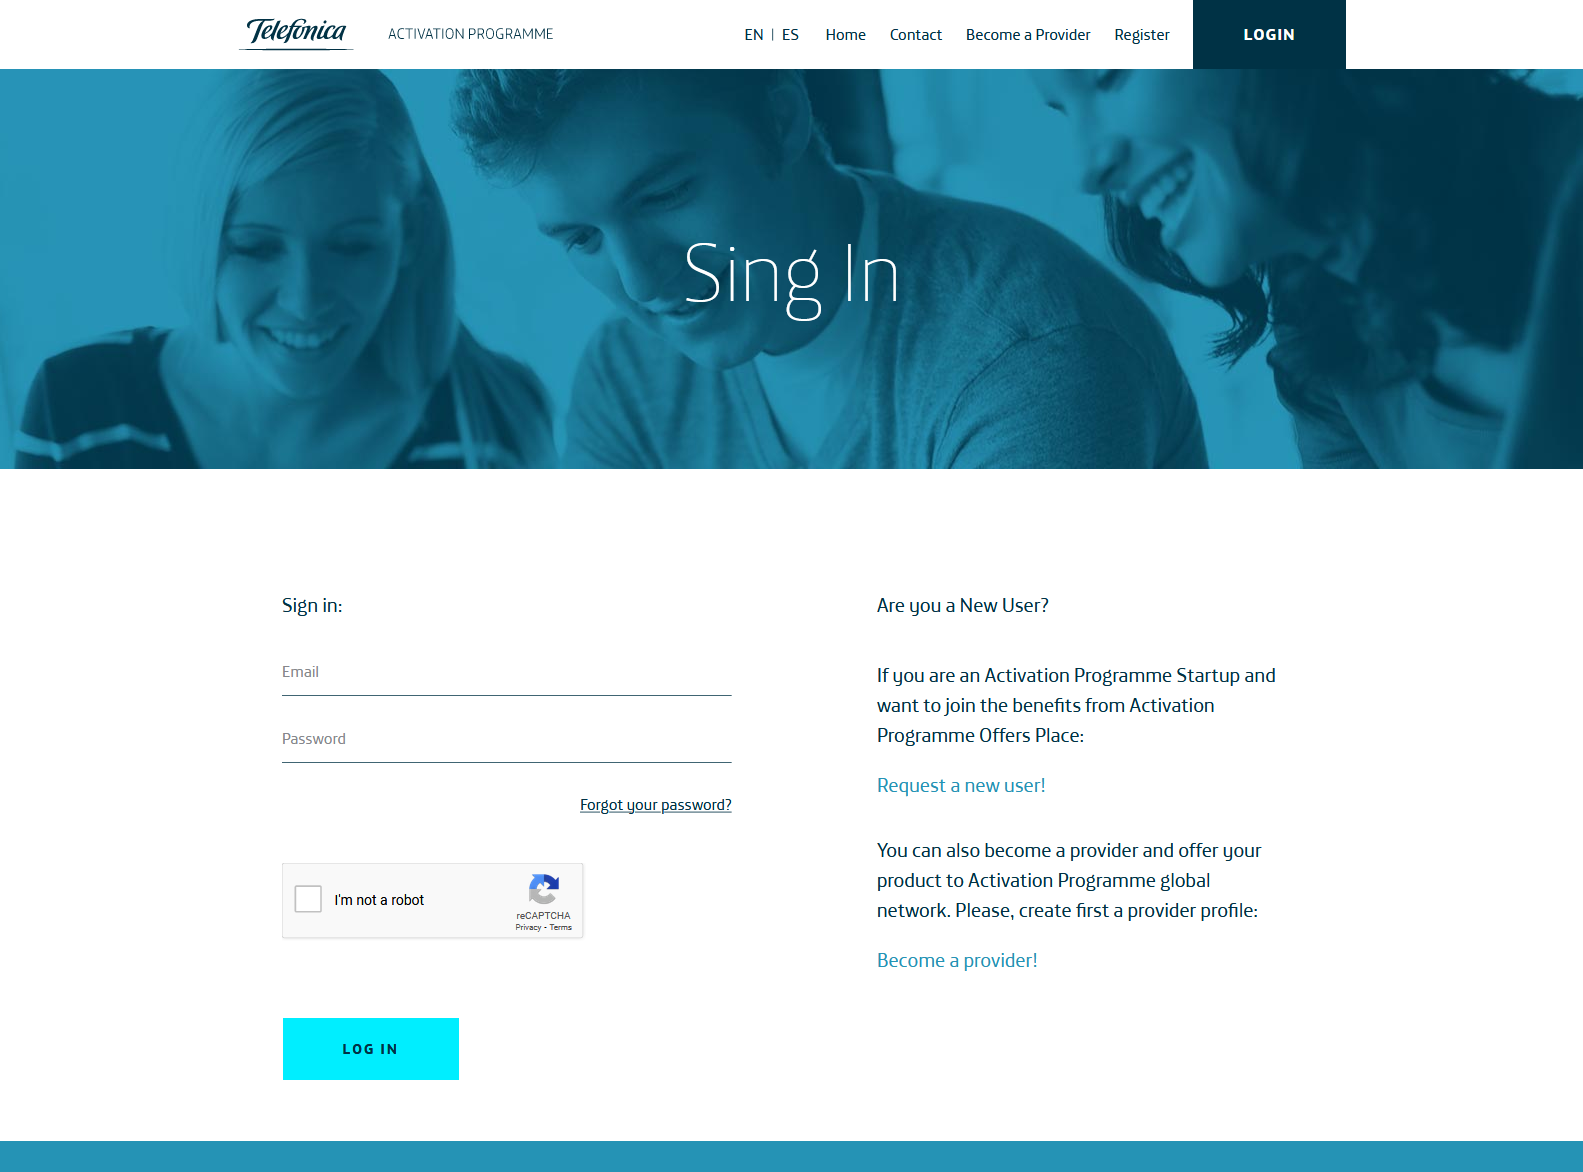 Telefónica
ACTIVATION PROGRAMME
EN | ES Home Contact Become a Provider Register LOGIN
Sing In
Sign in:
Email
Password
Forgot your password?
I'm not a robot
reCAPTCHA
Privacy - Terms
LOG IN
Are you a New User?
If you are an Activation Programme Startup and
want to join the benefits from Activation
Programme Offers Place:
Request a new user!
You can also become a provider and offer your
product to Activation Programme global
network. Please, create first a provider profile:
Become a provider!